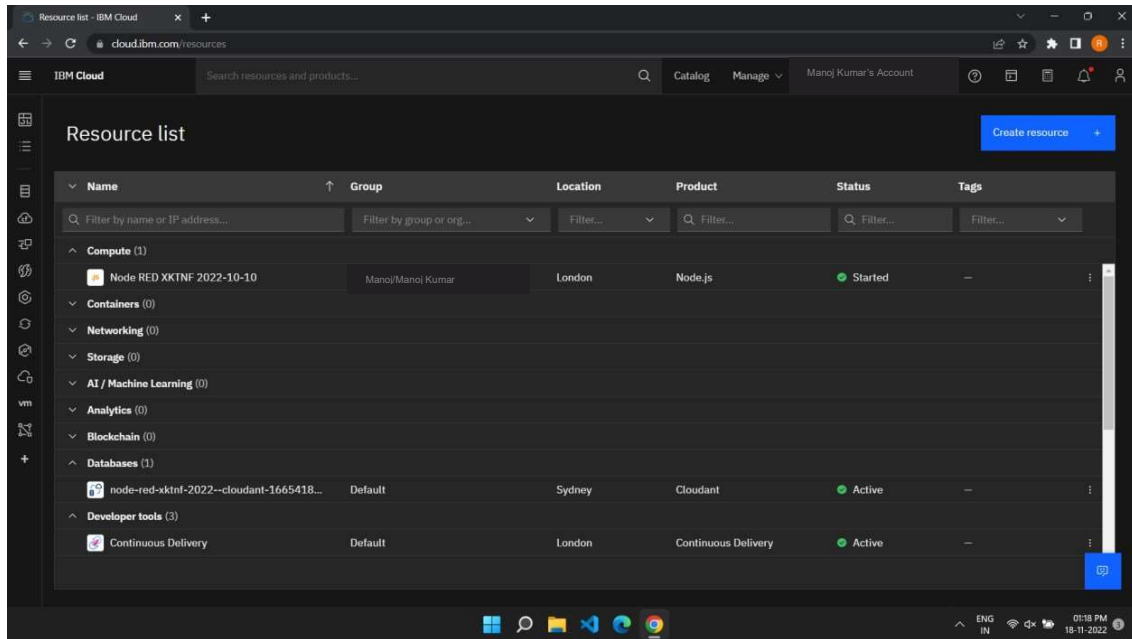 Resource list - IBM Cloud
cloud.ibm.com/resources
R
IBM Cloud
Search resources and products...
Catalog
Manage
Manoj Kumar's Account
Resource list
Create resource +
Name Group Location Product Status Tags
Filter by name or IP address... Filter by group or org... Filter... Filter... Filter... Filter...
Compute (1)
Node RED XKTNF 2022-10-10 Manoj/Manoj Kumar London Node.js Started –
Containers (0)
Networking (0)
Storage (0)
AI / Machine Learning (0)
vm
Analytics (0)
Blockchain (0)
Databases (1)
node-red-xktnf-2022--cloudant-1665418... Default Sydney Cloudant Active –
Developer tools (3)
Continuous Delivery Default London Continuous Delivery Active –
ENG
IN
01:18 PM
18-11-2022
3